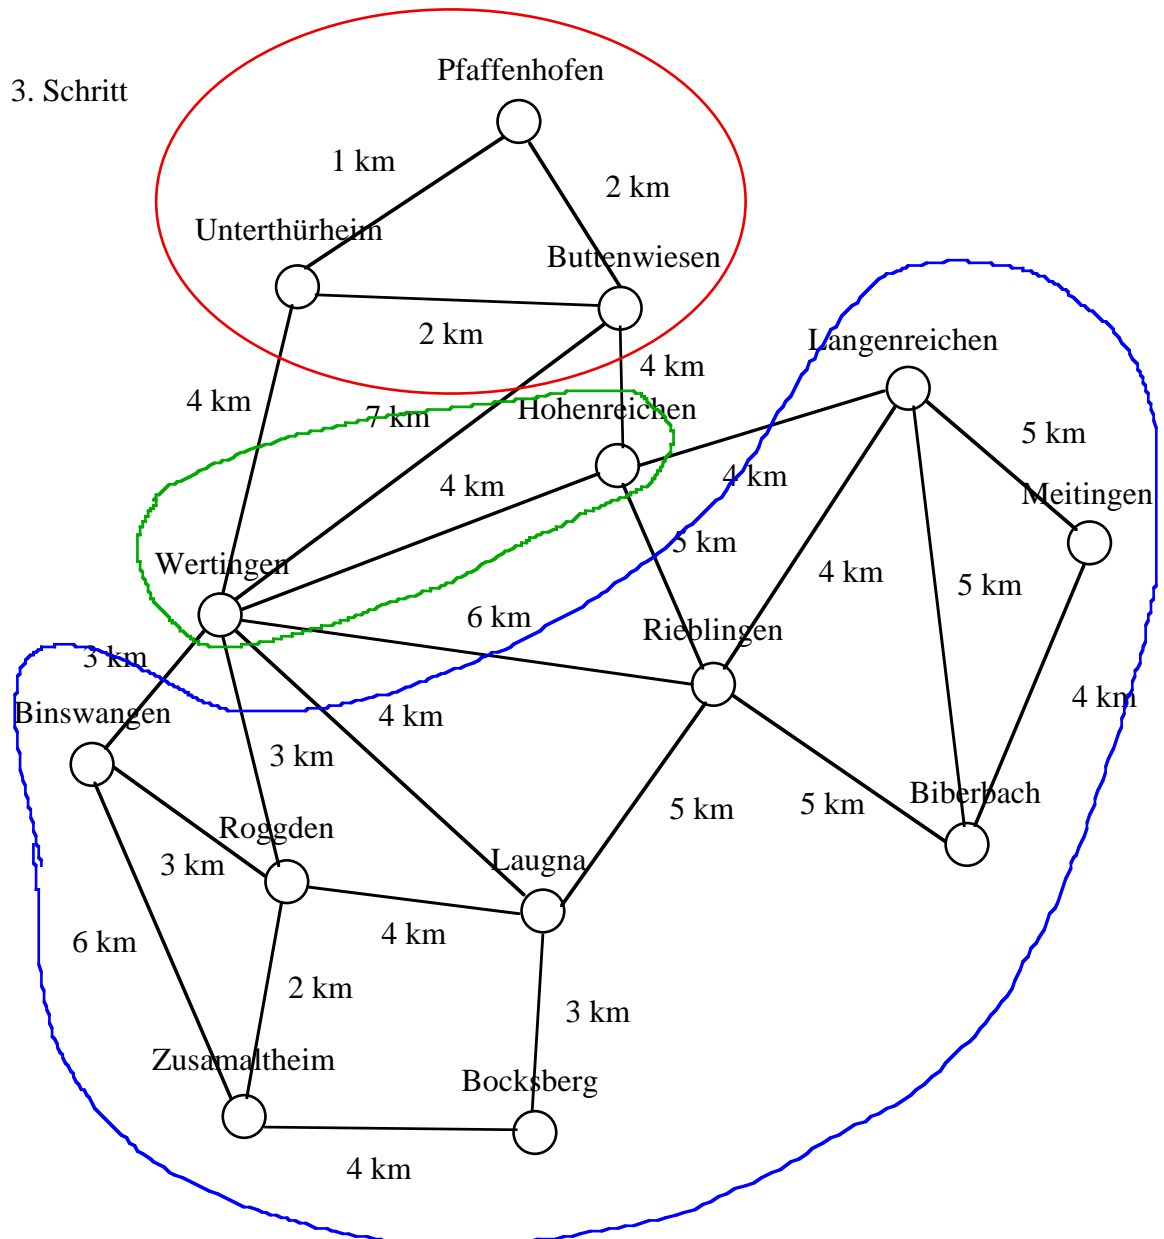 Pfaffenhofen
3. Schritt
1 km
2 km
Unterthürheim
Buttenwiesen
2 km
Langenreichen
4 km
4 km
7 km
Hohenreichen
5 km
4 km
4 km
Meitingen
5 km
Wertingen
4 km
5 km
6 km
Rieblingen
3 km
4 km
Binswangen
4 km
3 km
Biberbach
5 km
5 km
Roggden
3 km
Laugna
4 km
6 km
2 km
3 km
Zusamaltheim
Bocksberg
4 km